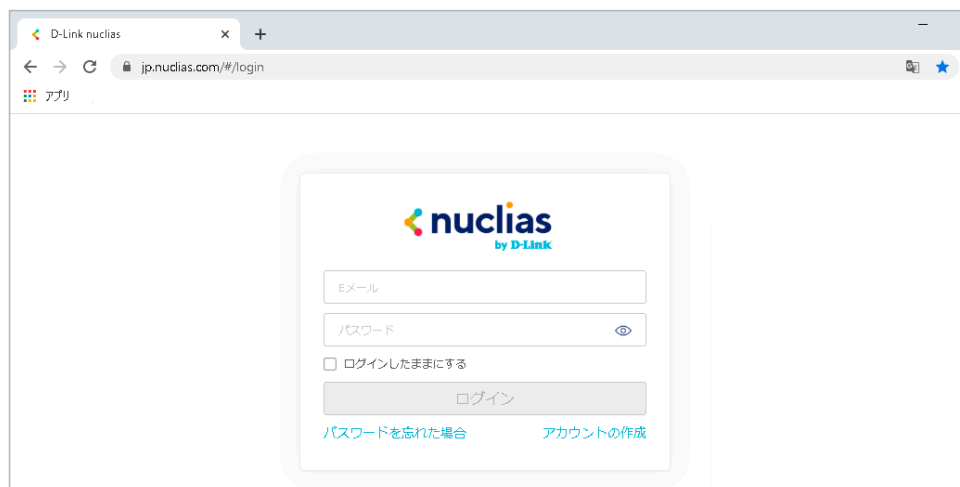 D-Link nuclias
jp.nuclias.com/#/login
アプリ
nuclias
by D-Link
Eメール
パスワード
ログインしたままにする
ログイン
パスワードを忘れた場合 アカウントの作成